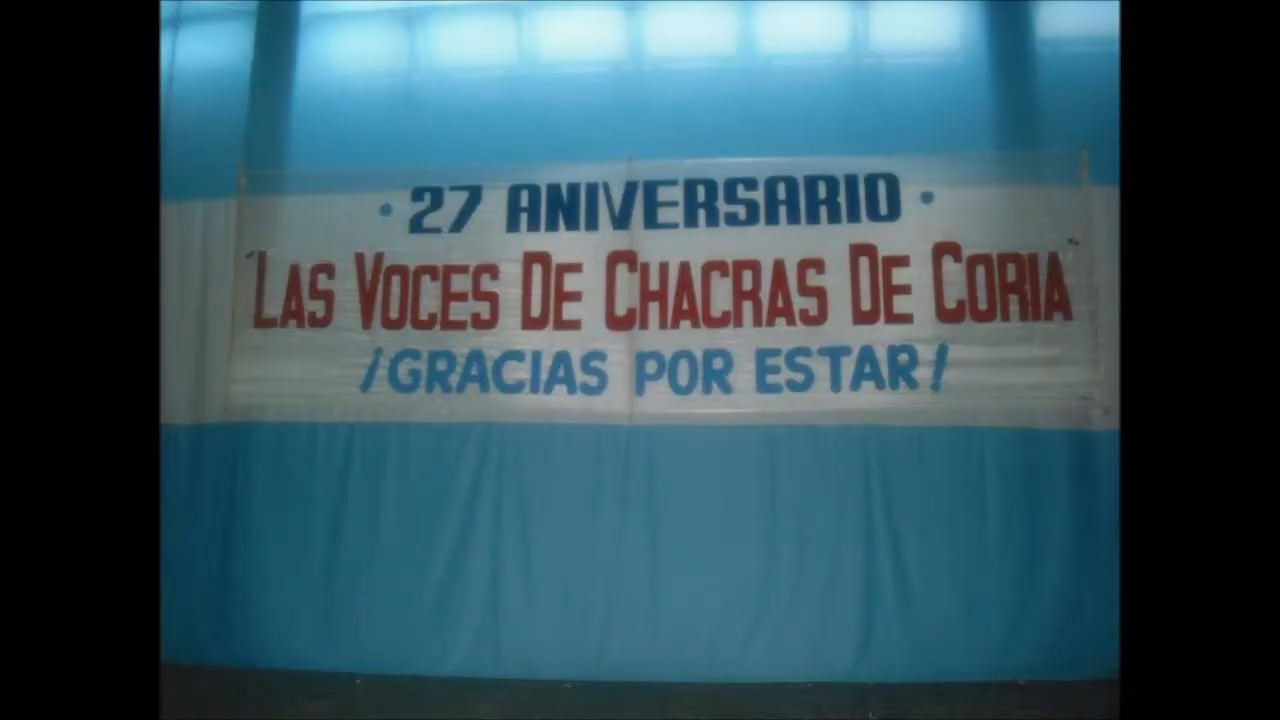 · 27 ANIVERSARIO ·
"LAS VOCES DE CHACRAS DE CORIA"
¡GRACIAS POR ESTAR!